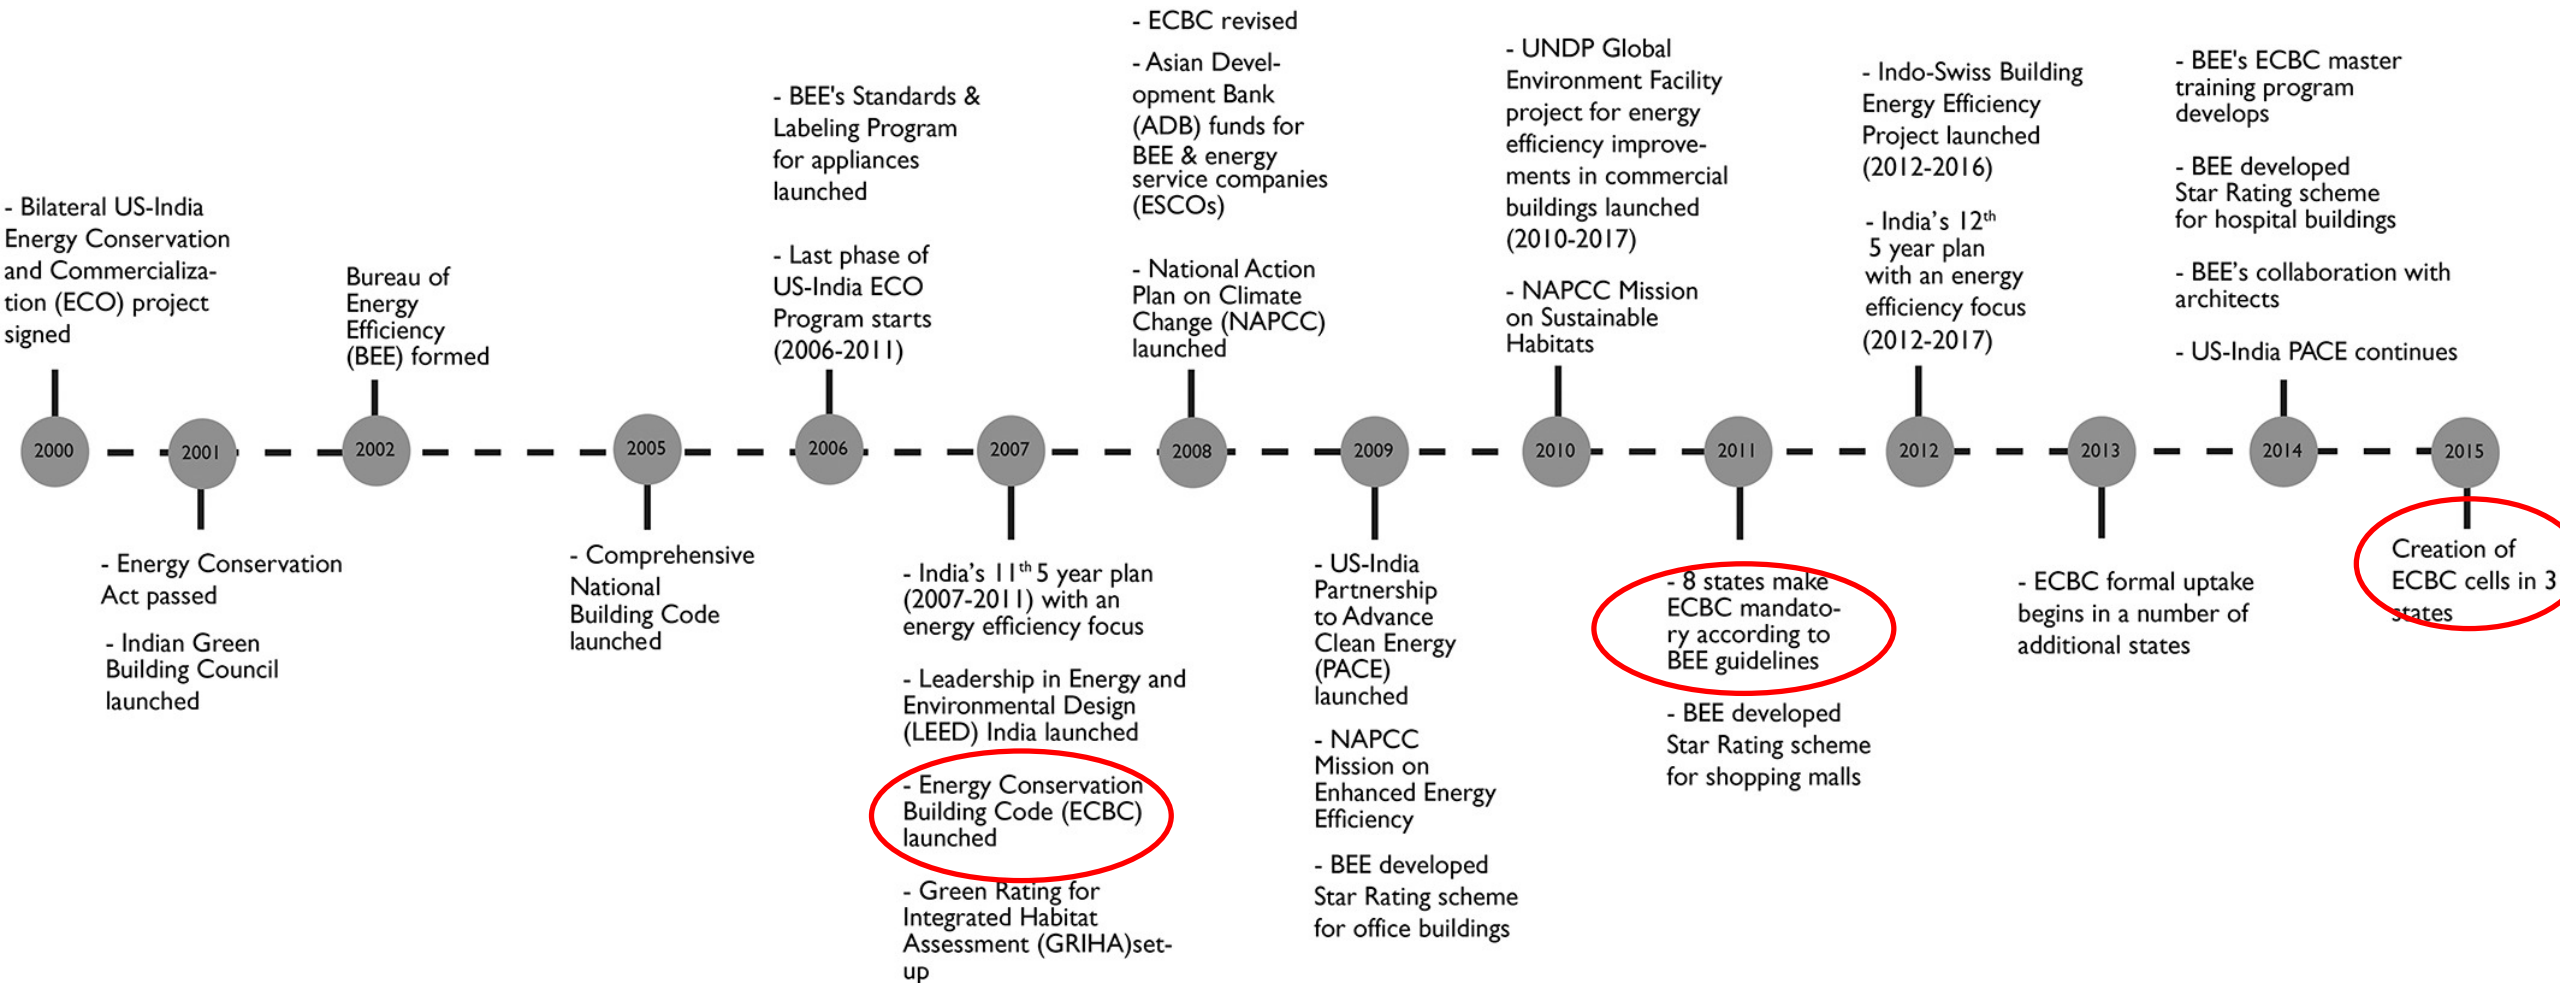 - Bilateral US-India
Energy Conservation
and Commercializa-
tion (ECO) project
signed
2000
2001
- Energy Conservation
Act passed
- Indian Green
Building Council
launched
Bureau of
Energy
Efficiency
(BEE) formed
2002
2005
- Comprehensive
National
Building Code
launched
- BEE's Standards &
Labeling Program
for appliances
launched
- Last phase of
US-India ECO
Program starts
(2006-2011)
2006
2007
- India's 11th 5 year plan
(2007-2011) with an
energy efficiency focus
- Leadership in Energy and
Environmental Design
(LEED) India launched
- Energy Conservation
Building Code (ECBC)
launched
- Green Rating for
Integrated Habitat
Assessment (GRIHA)set-
up
- ECBC revised
- Asian Devel-
opment Bank
(ADB) funds for
BEE & energy
service companies
(ESCOs)
- National Action
Plan on Climate
Change (NAPCC)
launched
2008
2009
- US-India
Partnership
to Advance
Clean Energy
(PACE)
launched
- NAPCC
Mission on
Enhanced Energy
Efficiency
- BEE developed
Star Rating scheme
for office buildings
- UNDP Global
Environment Facility
project for energy
efficiency improve-
ments in commercial
buildings launched
(2010-2017)
- NAPCC Mission
on Sustainable
Habitats
2010
2011
- 8 states make
ECBC mandato-
ry according to
BEE guidelines
- BEE developed
Star Rating scheme
for shopping malls
- Indo-Swiss Building
Energy Efficiency
Project launched
(2012-2016)
- India's 12th
5 year plan
with an energy
efficiency focus
(2012-2017)
2012
2013
- ECBC formal uptake
begins in a number of
additional states
- BEE's ECBC master
training program
develops
- BEE developed
Star Rating scheme
for hospital buildings
- BEE's collaboration with
architects
- US-India PACE continues
2014
2015
Creation of
ECBC cells in 3
states